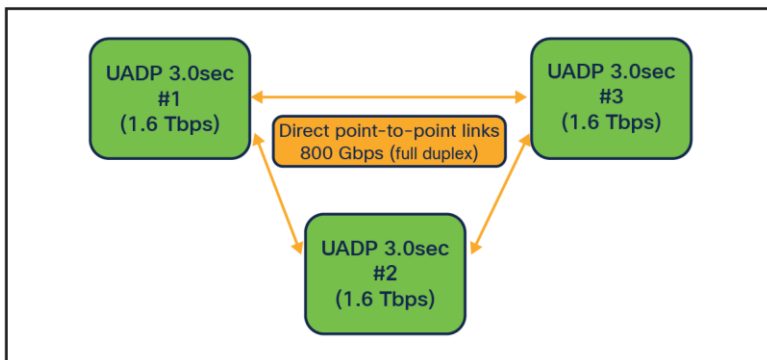 UADP 3.0sec
#1
(1.6 Tbps)
UADP 3.0sec
#3
(1.6 Tbps)
Direct point-to-point links
800 Gbps (full duplex)
UADP 3.0sec
#2
(1.6 Tbps)